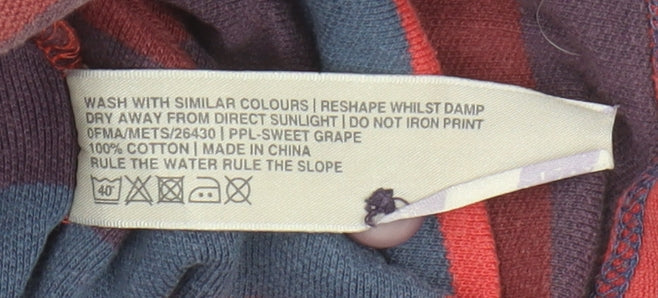 WASH WITH SIMILAR COLOURS | RESHAPE WHILST DAMP
DRY AWAY FROM DIRECT SUNLIGHT | DO NOT IRON PRINT
0FMA/METS/26430 | PPL-SWEET GRAPE
100% COTTON | MADE IN CHINA
RULE THE WATER RULE THE SLOPE
40°